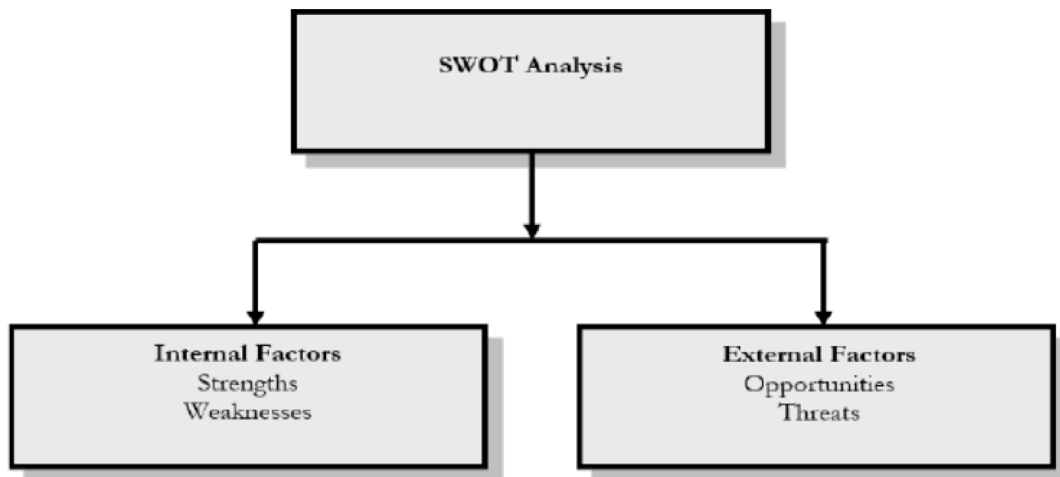 SWOT Analysis
Internal Factors
Strengths
Weaknesses
External Factors
Opportunities
Threats